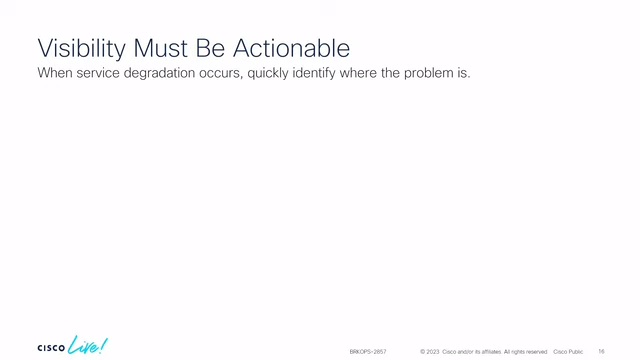 Visibility Must Be Actionable
When service degradation occurs, quickly identify where the problem is.
CISCO Live!
BRKOPS-2857
© 2023 Cisco and/or its affiliates. All rights reserved. Cisco Public
16